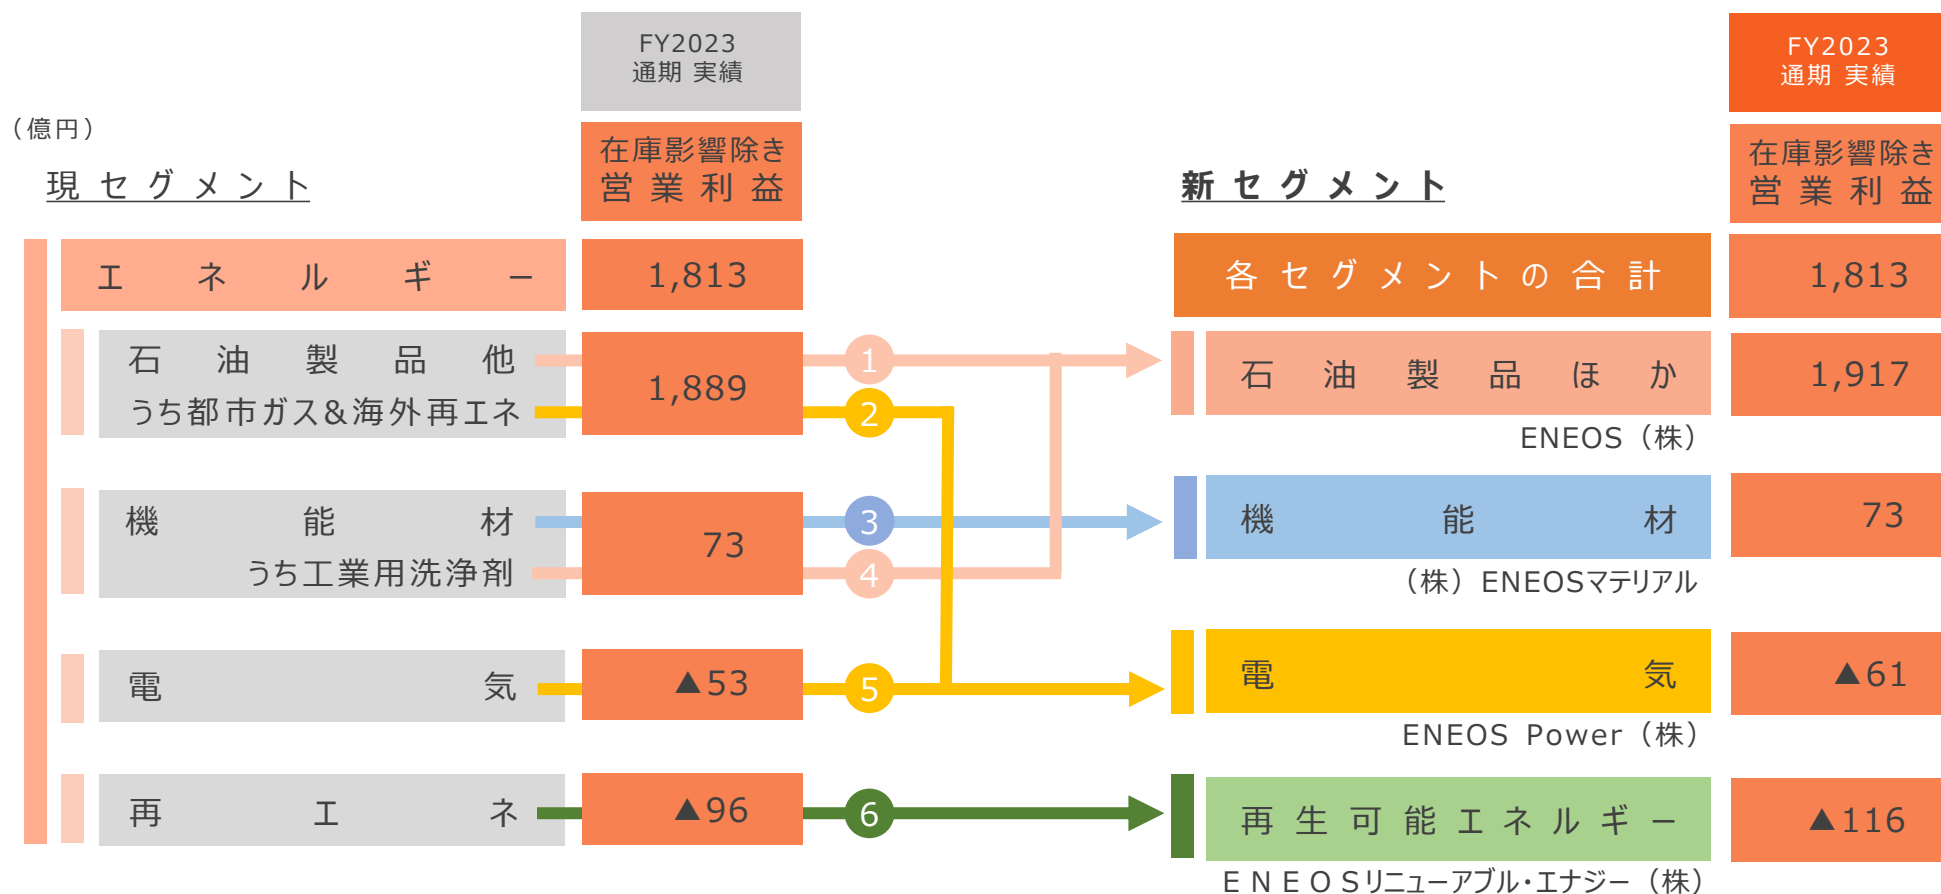 FY2023
通期 実績
FY2023
通期 実績
（億円）
在庫影響除き
営業利益
在庫影響除き
営業利益
現セグメント
新セグメント
エネルギー
1,813
各セグメントの合計
1,813
石油製品他
うち都市ガス&海外再エネ
1,889
1
2
石油製品ほか
1,917
ENEOS（株）
機能材
うち工業用洗浄剤
73
3
4
機能材
73
（株）ENEOSマテリアル
電気
▲53
5
電気
▲61
ENEOS Power（株）
再エネ
▲96
6
再生可能エネルギー
▲116
ENEOSリニューアブル・エナジー（株）